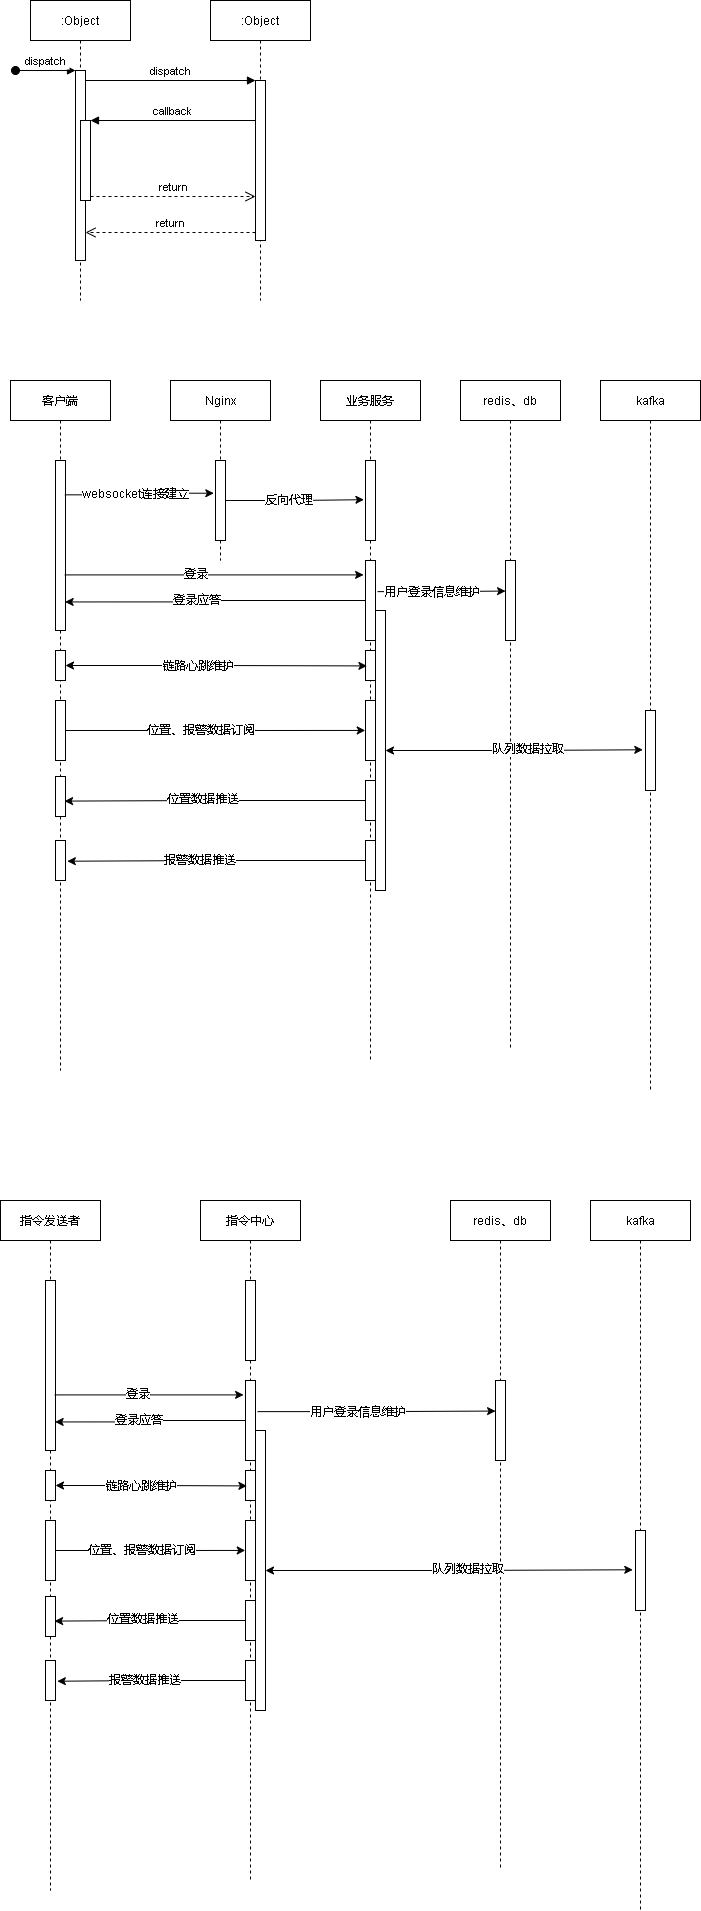 :Object
:Object
dispatch
dispatch
callback
return
return
客户端
Nginx
业务服务
redis、db
kafka
websocket连接建立
反向代理
登录
用户登录信息维护
登录应答
链路心跳维护
位置、报警数据订阅
队列数据拉取
位置数据推送
报警数据推送
指令发送者
指令中心
redis、db
kafka
登录
用户登录信息维护
登录应答
链路心跳维护
位置、报警数据订阅
队列数据拉取
位置数据推送
报警数据推送